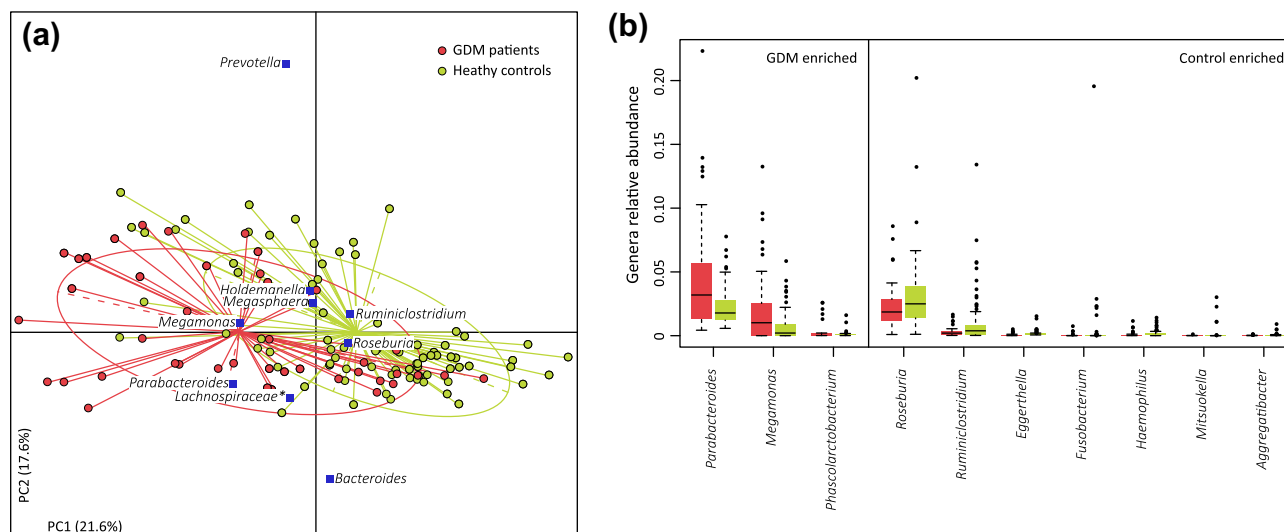 (a)
GDM patients
Heathy controls
Prevotella
Holdemanella
Megasphaera
Ruminiclostridium
Megamonas
Roseburia
Parabacteroides
Lachnospiraceae*
Bacteroides
PC2 (17.6%)
PC1 (21.6%)
(b)
GDM enriched
Control enriched
Genera relative abundance
0.20
0.15
0.10
0.05
0
Parabacteroides
Megamonas
Phascolarctobacterium
Roseburia
Ruminiclostridium
Eggerthella
Fusobacterium
Haemophilus
Mitsuokella
Aggregatibacter